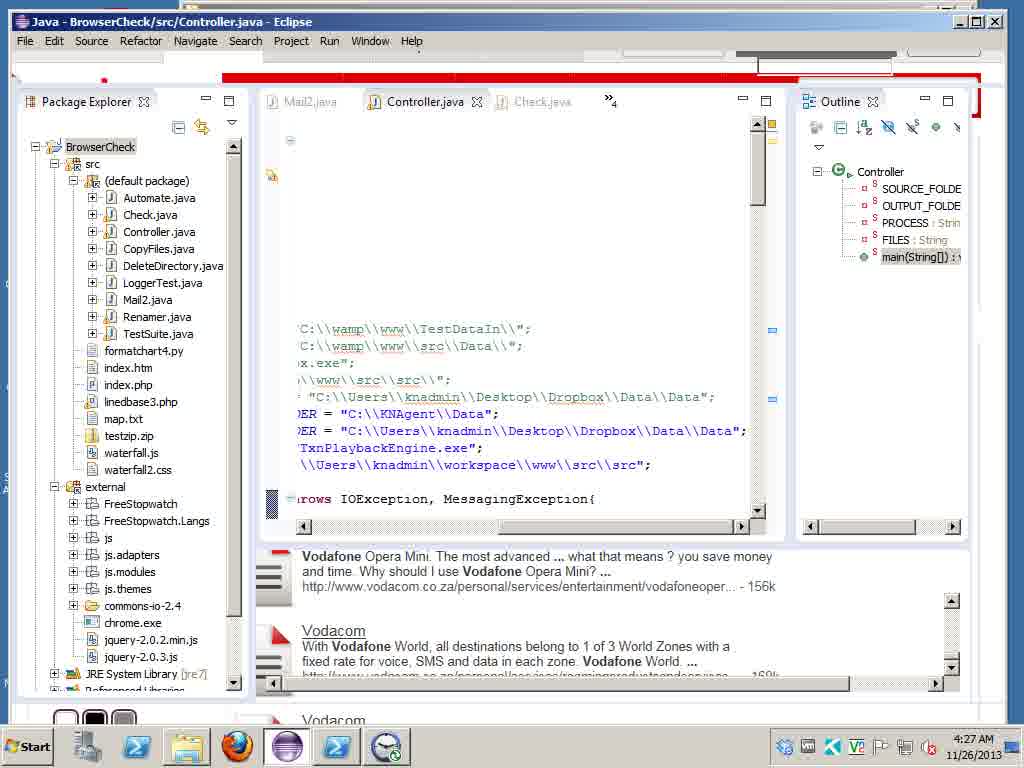 Java - BrowserCheck/src/Controller.java - Eclipse
File Edit Source Refactor Navigate Search Project Run Window Help
Package Explorer
BrowserCheck
src
(default package)
Automate.java
Check.java
Controller.java
CopyFiles.java
DeleteDirectory.java
LoggerTest.java
Mail2.java
Renamer.java
TestSuite.java
formatchart4.py
index.htm
index.php
linedbase3.php
map.txt
testzip.zip
waterfall.js
waterfall2.css
external
FreeStopwatch
FreeStopwatch.Langs
js
js.adapters
js.modules
js.themes
commons-io-2.4
chrome.exe
jquery-2.0.2.min.js
jquery-2.0.3.js
JRE System Library [jre7]
Referenced Libraries
Mail2.java Controller.java Check.java »4
'C:\\wamp\\www\\TestDataIn\\";
'C:\\wamp\\www\\src\\Data\\";
ox.exe";
\\www\\src\\src\\";
= "C:\\Users\\knadmin\\Desktop\\Dropbox\\Data\\Data";
DER = "C:\\KNAgent\\Data";
DER = "C:\\Users\\knadmin\\Desktop\\Dropbox\\Data\\Data";
TxnPlaybackEngine.exe";
\\Users\\knadmin\\workspace\\www\\src\\src";
rows IOException, MessagingException{
Outline
Controller
SOURCE_FOLDE
OUTPUT_FOLDE
PROCESS : Strin
FILES : String
main(String[]) : v
Vodafone Opera Mini. The most advanced ... what that means ? you save money
and time. Why should I use Vodafone Opera Mini? ...
http://www.vodacom.co.za/personal/services/entertainment/vodafoneoper... - 156k
Vodacom
With Vodafone World, all destinations belong to 1 of 3 World Zones with a
fixed rate for voice, SMS and data in each zone. Vodafone World. ...
Vodacom
Start
4:27 AM
11/26/2013